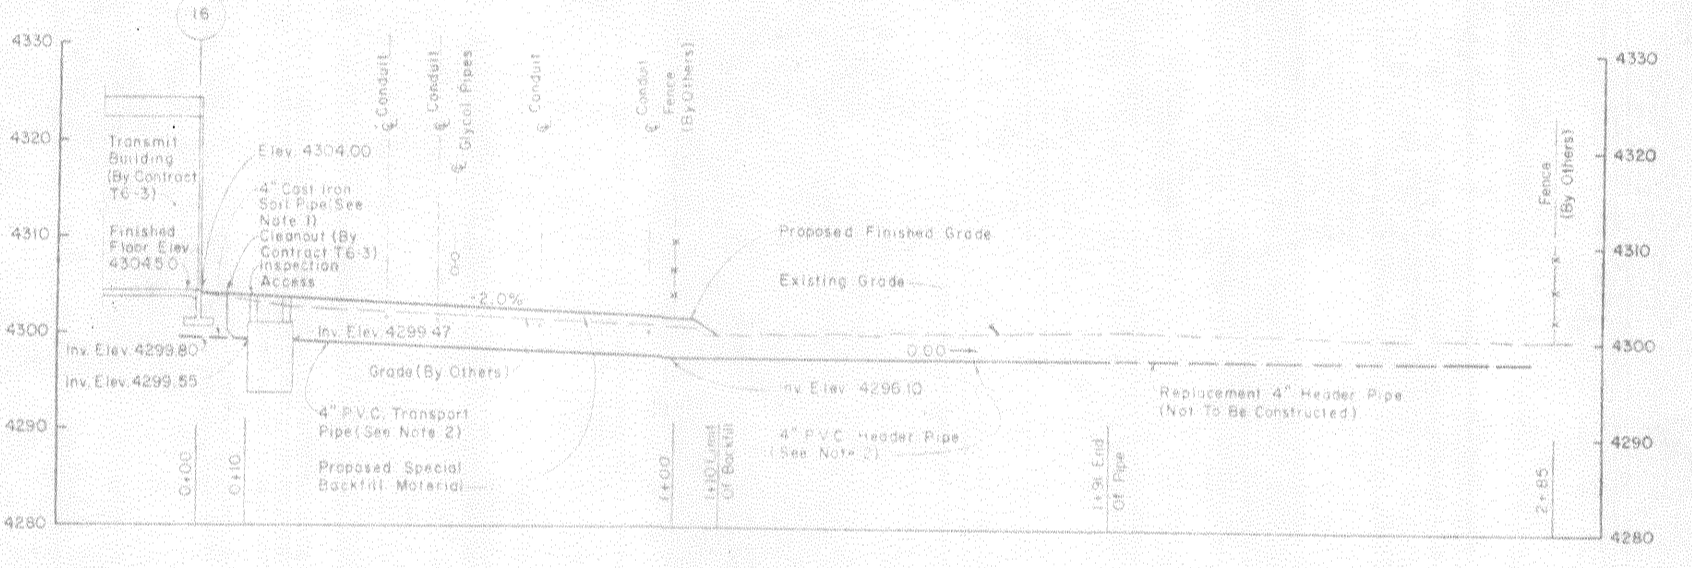 16
4330
4320
4310
4300
4290
4280
Transmit
Building
(By Contract
T6-3)
Finished
Floor Elev
4304.50
Elev. 4304.00
4" Cast Iron
Soil Pipe (See
Note 1)
Cleanout (By
Contract T6-3)
Inspection
Access
℄ Conduit
℄ Conduit
℄ Glycol Pipes
℄ Conduit
℄ Conduit
Fence
(By Others)
-2.0%
Proposed Finished Grade
Existing Grade
Inv. Elev. 4299.80
Inv. Elev. 4299.55
Inv. Elev. 4299.47
Grade (By Others)
4" P.V.C. Transport
Pipe (See Note 2)
Proposed Special
Backfill Material
0.00
Inv. Elev. 4296.10
4" P.V.C. Header Pipe
(See Note 2)
Replacement 4" Header Pipe
(Not To Be Constructed)
0+00
0+10
1+00
1+10 Limit
Of Backfill
1+91 End
Of Pipe
2+85
Fence
(By Others)
4330
4320
4310
4300
4290
4280